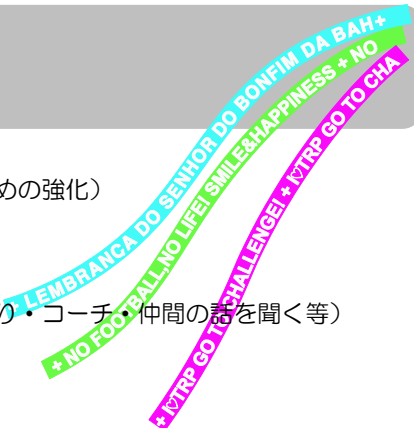 + LEMBRANCA DO SENHOR DO BONFIM DA BAH+
+ NO FOOTBALL,NO LIFE! SMILE&HAPPINESS + NO
+ I♡TRP GO TO CHALLENGE! + I♡TRP GO TO CHA
めの強化）
り・コーチ・仲間の話を聞く等）